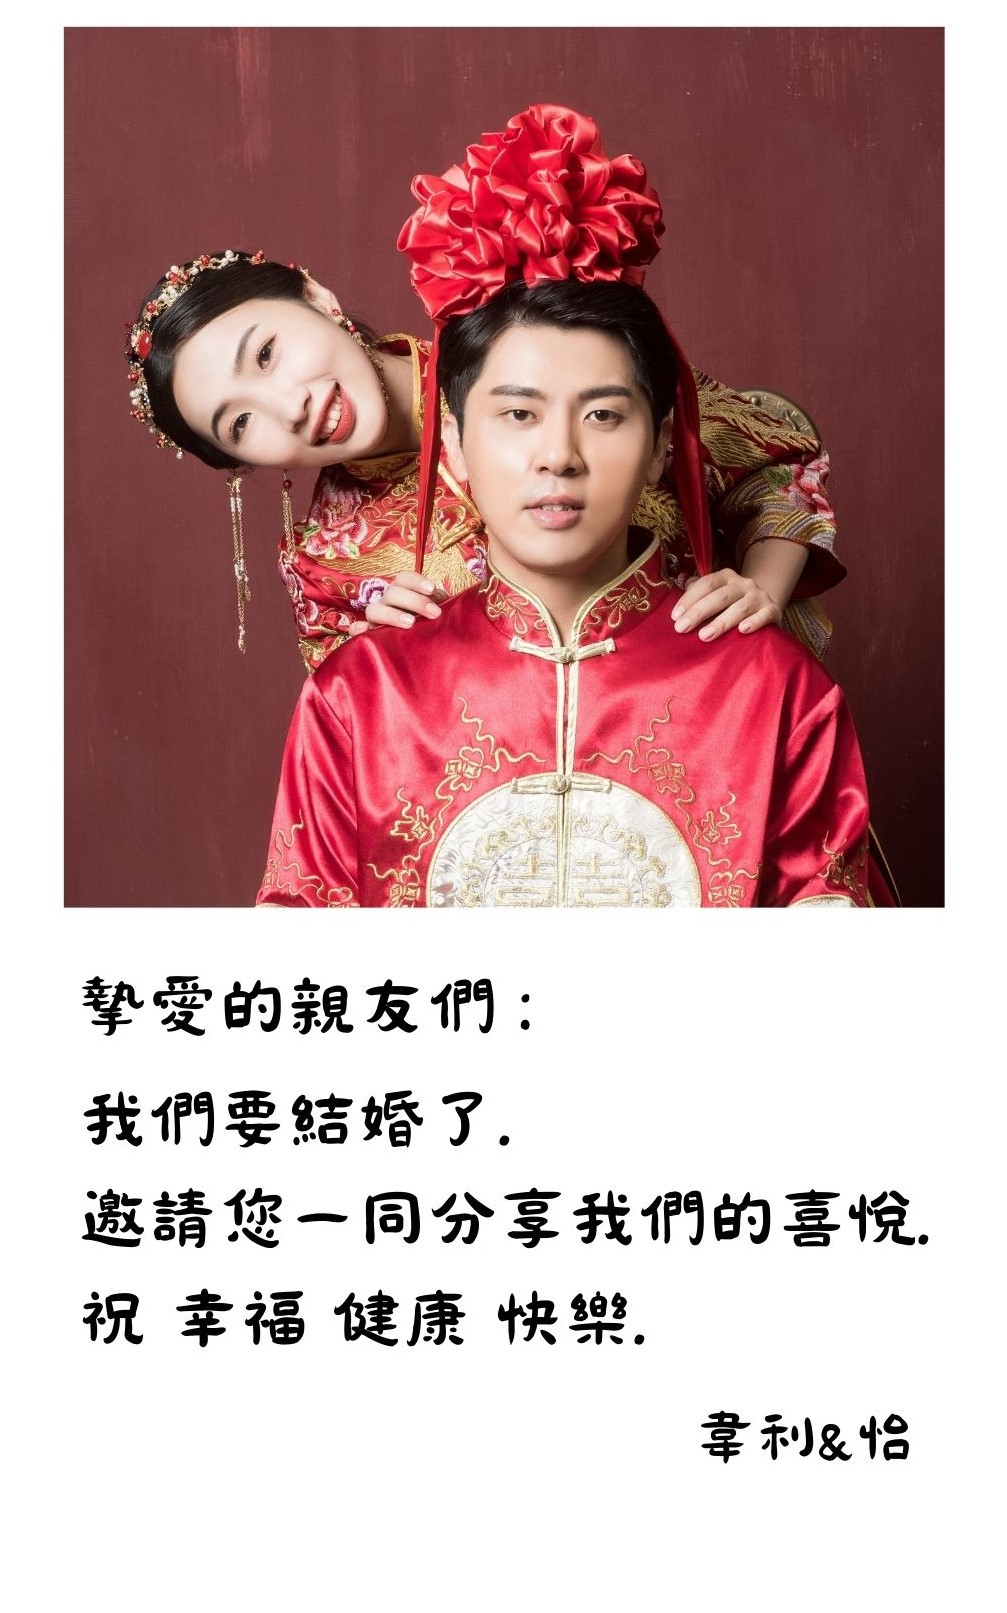 摯愛的親友們 :
我們要結婚了.
邀請您一同分享我們的喜悅.
祝 幸福 健康 快樂.
韋利&怡